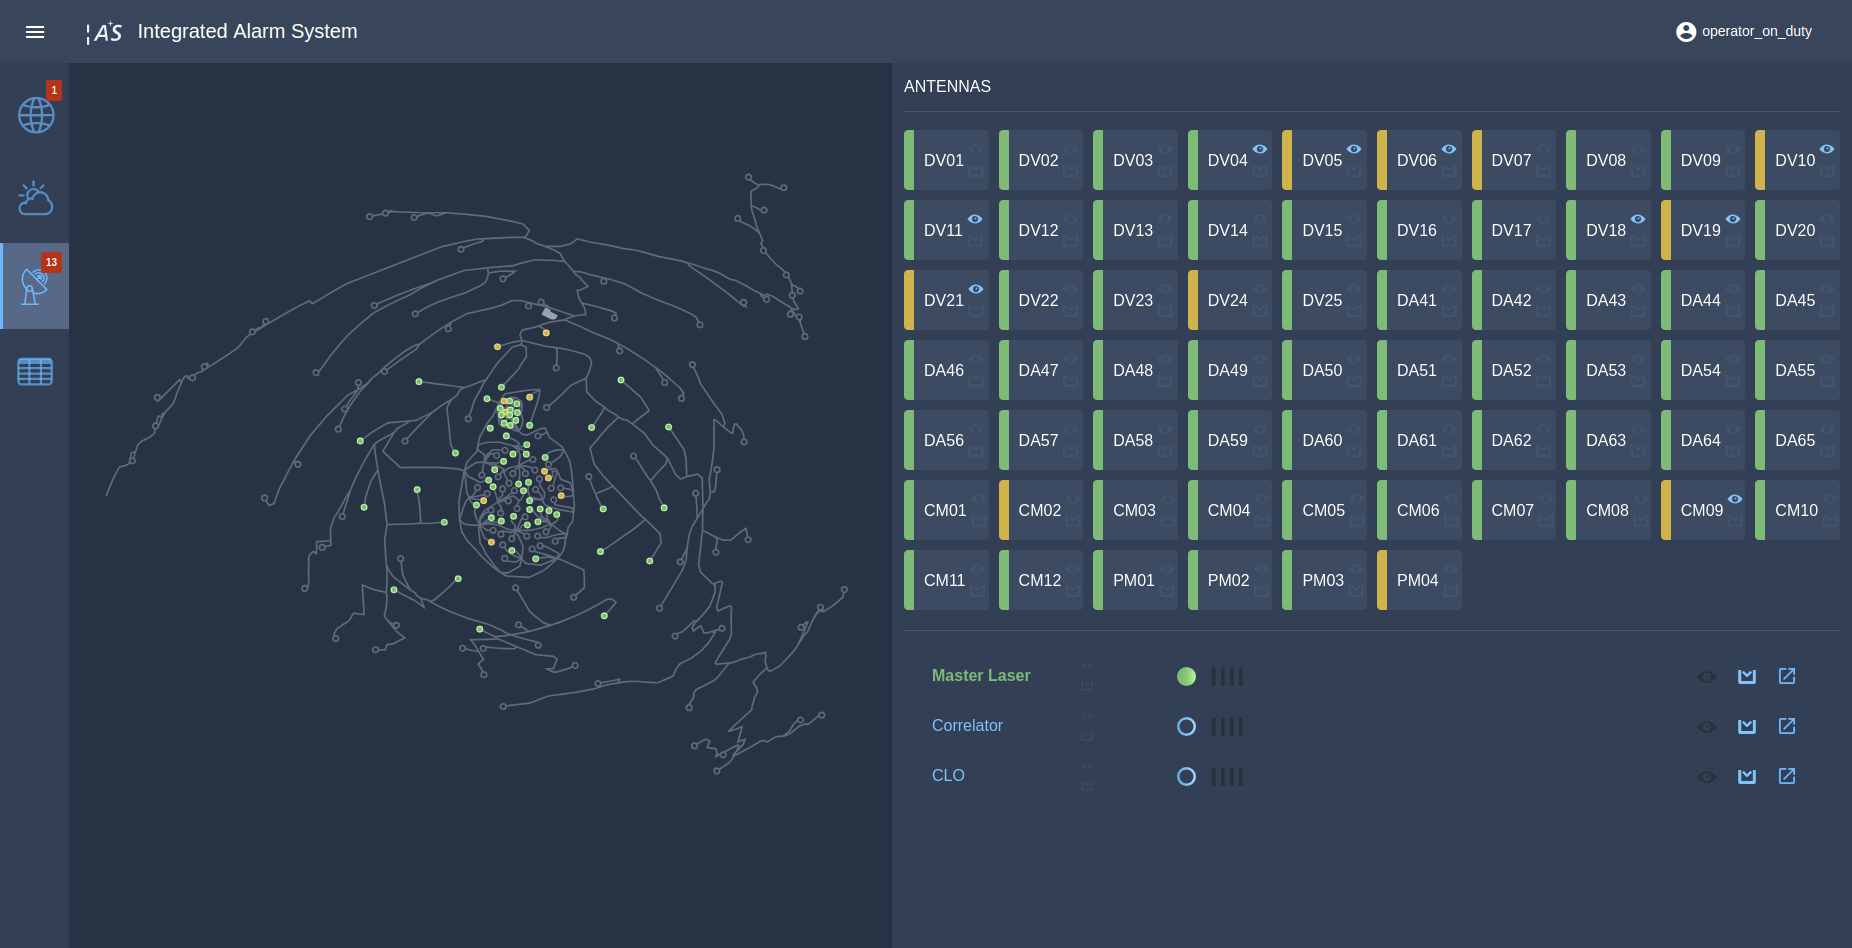 IAS Integrated Alarm System operator_on_duty
1
13
ANTENNAS
DV01 DV02 DV03 DV04 DV05 DV06 DV07 DV08 DV09 DV10
DV11 DV12 DV13 DV14 DV15 DV16 DV17 DV18 DV19 DV20
DV21 DV22 DV23 DV24 DV25 DA41 DA42 DA43 DA44 DA45
DA46 DA47 DA48 DA49 DA50 DA51 DA52 DA53 DA54 DA55
DA56 DA57 DA58 DA59 DA60 DA61 DA62 DA63 DA64 DA65
CM01 CM02 CM03 CM04 CM05 CM06 CM07 CM08 CM09 CM10
CM11 CM12 PM01 PM02 PM03 PM04
Master Laser
Correlator
CLO